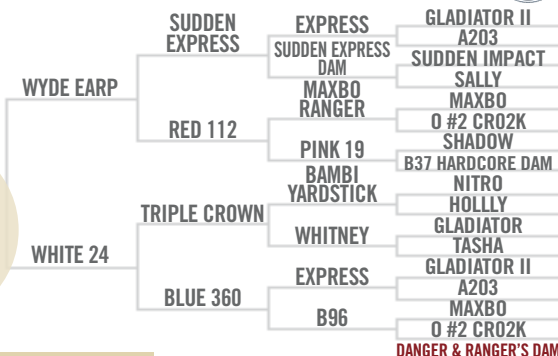 GLADIATOR II
SUDDEN
EXPRESS
EXPRESS
A203
SUDDEN EXPRESS
DAM
SUDDEN IMPACT
SALLY
WYDE EARP
MAXBO
RANGER
MAXBO
0 #2 CR02K
RED 112
PINK 19
SHADOW
B37 HARDCORE DAM
BAMBI
YARDSTICK
NITRO
HOLLLY
TRIPLE CROWN
WHITNEY
GLADIATOR
TASHA
WHITE 24
EXPRESS
GLADIATOR II
A203
BLUE 360
B96
MAXBO
0 #2 CR02K
DANGER & RANGER'S DAM